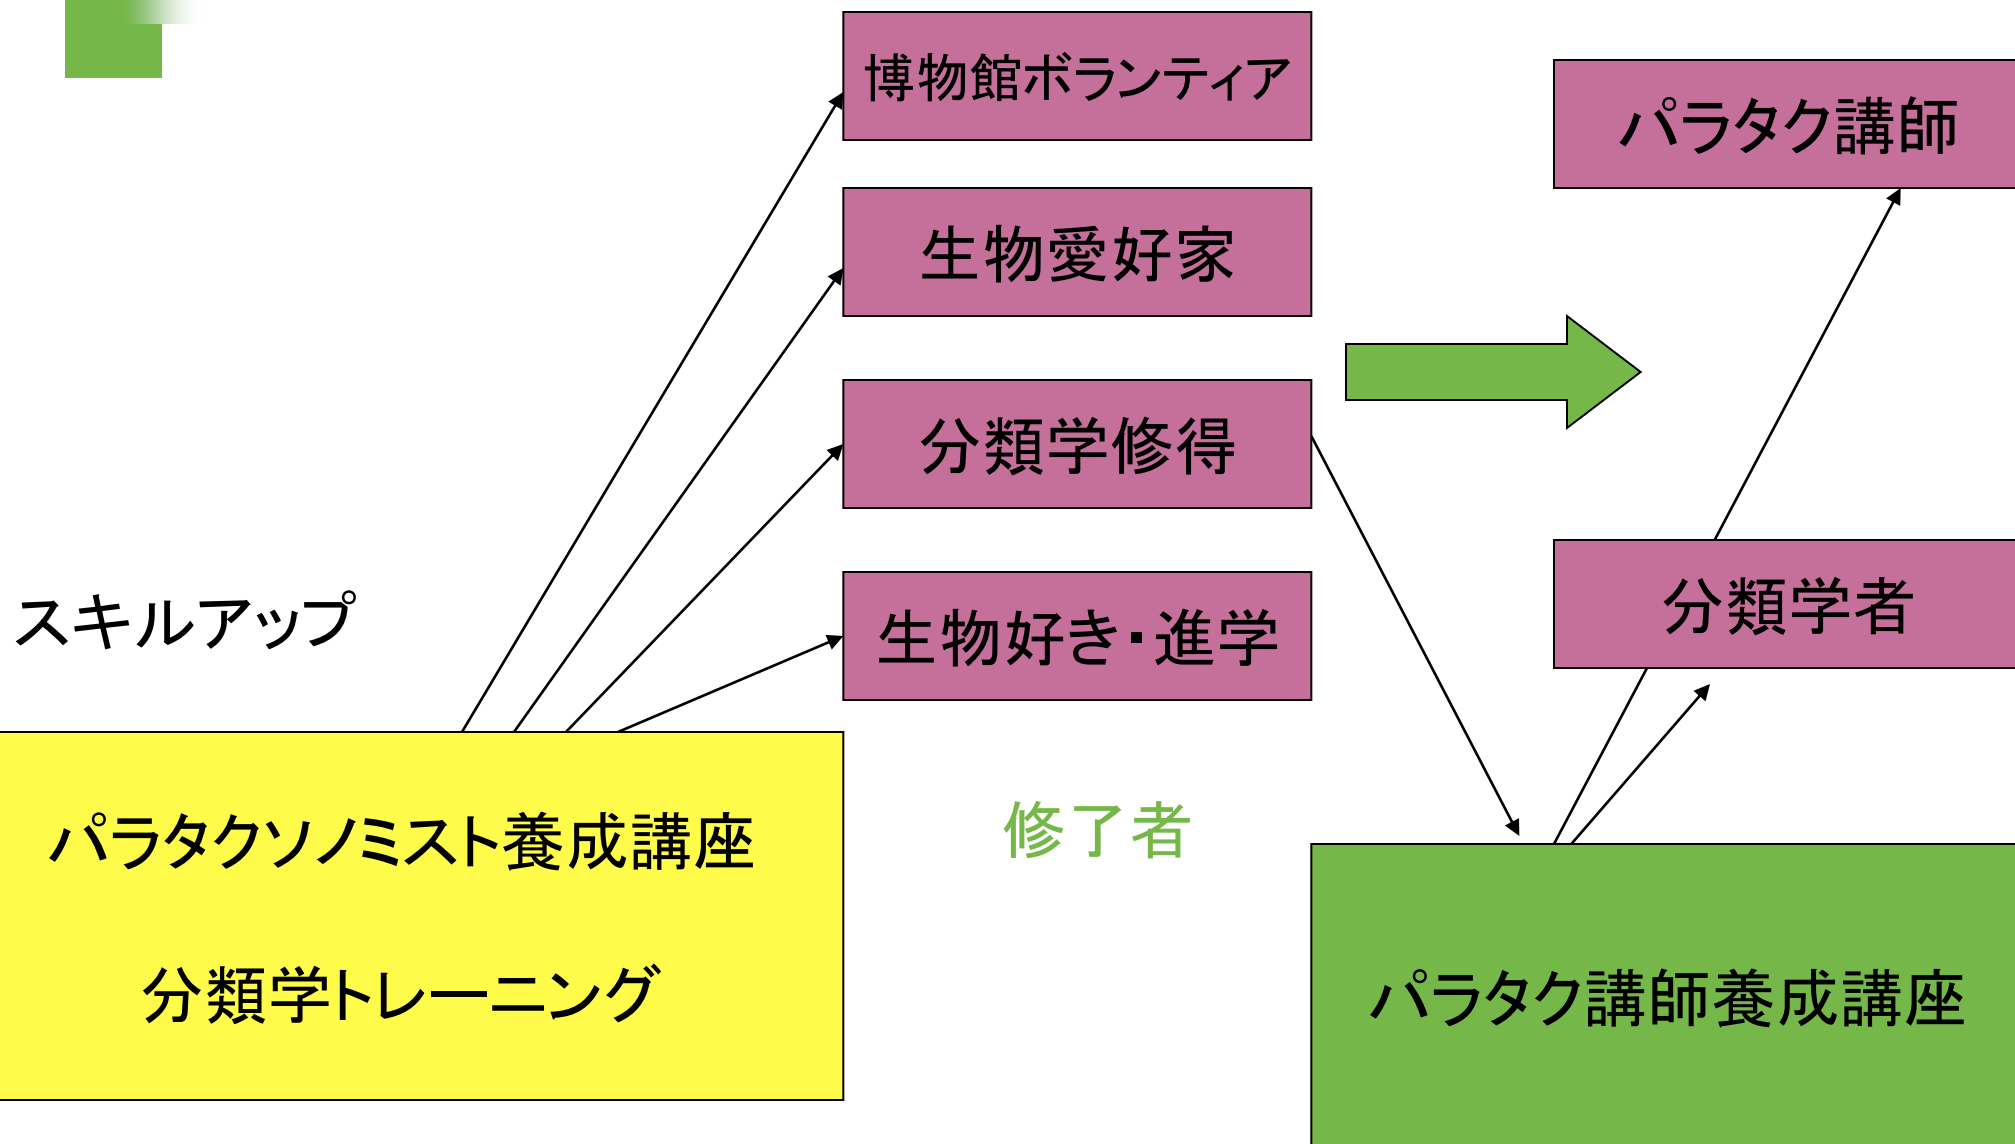 博物館ボランティア
パラタク講師
生物愛好家
分類学修得
スキルアップ
生物好き・進学
分類学者
パラタクソノミスト養成講座
修了者
分類学トレーニング
パラタク講師養成講座